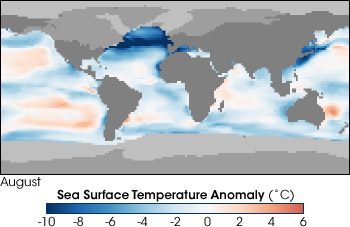 August
Sea Surface Temperature Anomaly (˚C)
-10 -8 -6 -4 -2 0 2 4 6